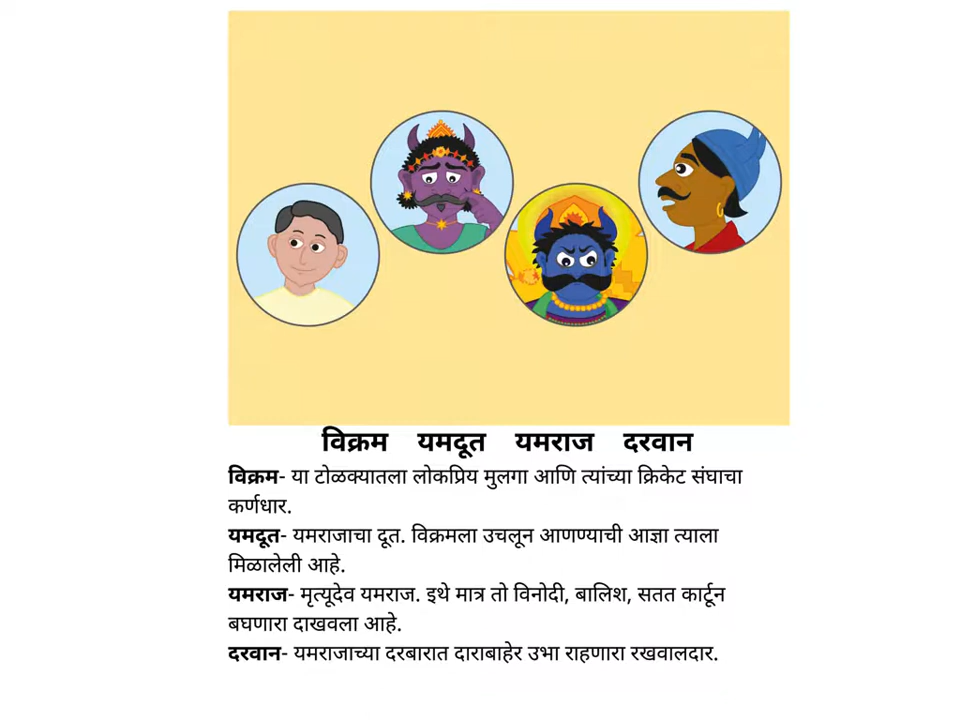 विक्रम यमदूत यमराज दरवान
विक्रम- या टोळक्यातला लोकप्रिय मुलगा आणि त्यांच्या क्रिकेट संघाचा
कर्णधार.
यमदूत- यमराजाचा दूत. विक्रमला उचलून आणण्याची आज्ञा त्याला
मिळालेली आहे.
यमराज- मृत्यूदेव यमराज. इथे मात्र तो विनोदी, बालिश, सतत कार्टून
बघणारा दाखवला आहे.
दरवान- यमराजाच्या दरबारात दाराबाहेर उभा राहणारा रखवालदार.